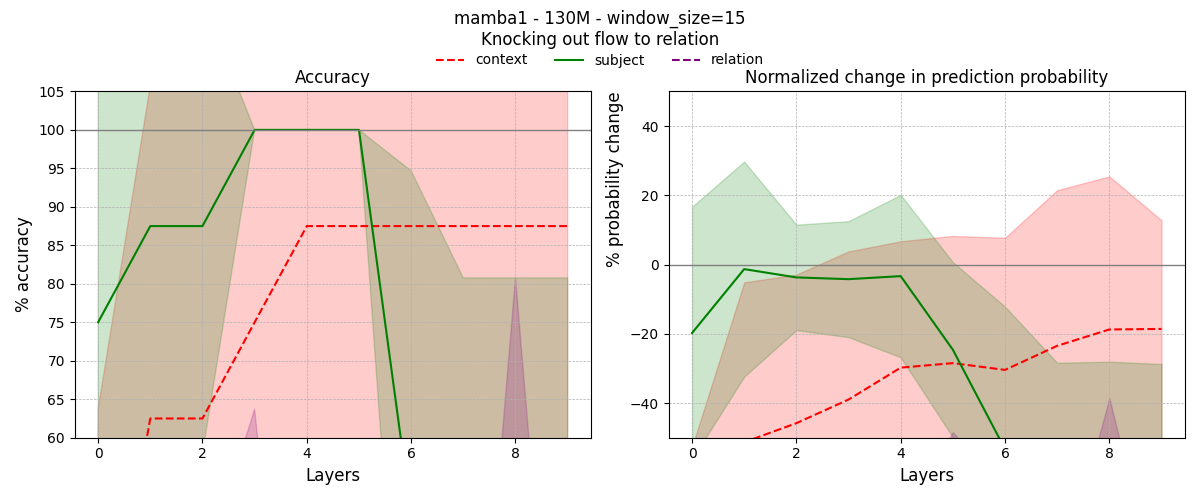 mamba1 - 130M - window_size=15
Knocking out flow to relation
context subject relation
Accuracy
% accuracy
105
100
95
90
85
80
75
70
65
60
0 2 4 6 8
Layers
Normalized change in prediction probability
% probability change
40
20
0
−20
−40
0 2 4 6 8
Layers